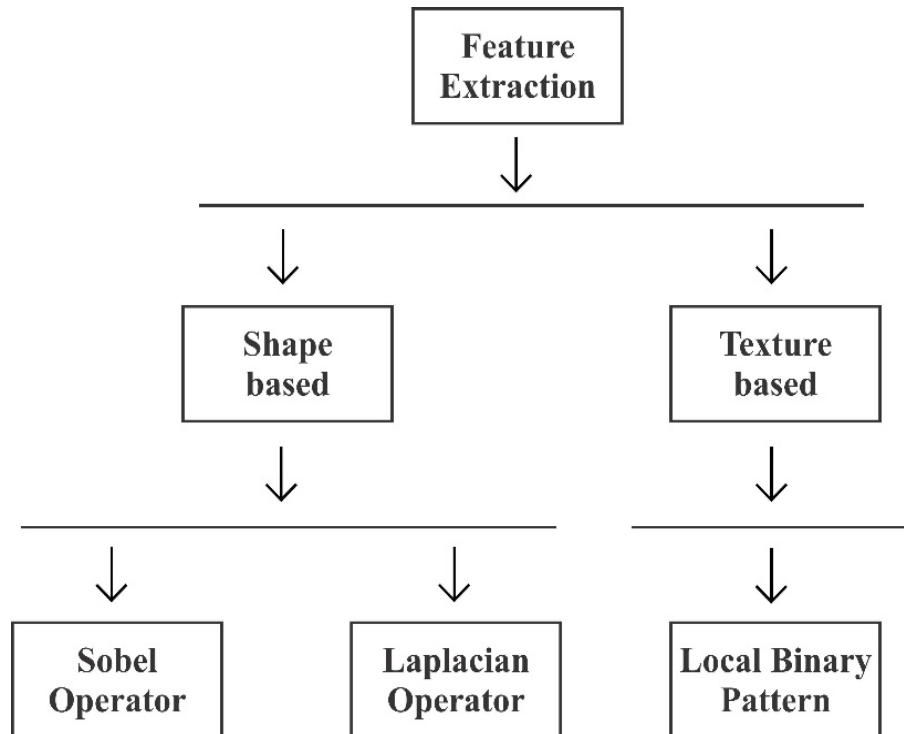 Feature
Extraction
Shape
based
Texture
based
Sobel
Operator
Laplacian
Operator
Local Binary
Pattern